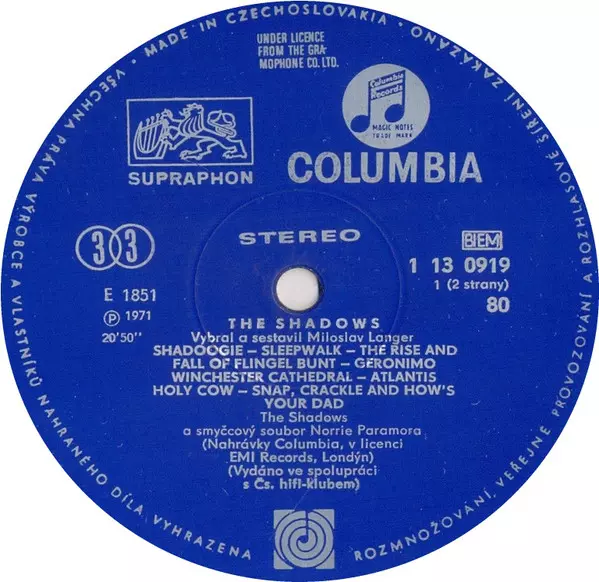 VŠECHNA PRÁVA VÝROBCE A VLASTNÍKŮ NAHRANÉHO DÍLA VYHRAZENA
ROZMNOŽOVÁNÍ, VEŘEJNÉ PROVOZOVÁNÍ A ROZHLASOVÉ ŠÍŘENÍ ZAKÁZÁNO • MADE IN CZECHOSLOVAKIA •
UNDER LICENCE
FROM THE GRA-
MOPHONE CO. LTD.
Columbia
Records
MAGIC NOTES
TRADE MARK
SUPRAPHON
COLUMBIA
33
STEREO
BIEM
1 13 0919
1 (2 strany)
80
E 1851
Ⓟ 1971
20'50"
THE SHADOWS
Vybral a sestavil Miloslav Langer
SHADOOGIE – SLEEPWALK – THE RISE AND
FALL OF FLINGEL BUNT – GERONIMO
WINCHESTER CATHEDRAL – ATLANTIS
HOLY COW – SNAP, CRACKLE AND HOW'S
YOUR DAD
The Shadows
a smyčcový soubor Norrie Paramora
(Nahrávky Columbia, v licenci
EMI Records, Londýn)
(Vydáno ve spolupráci
s Čs. hifi-klubem)